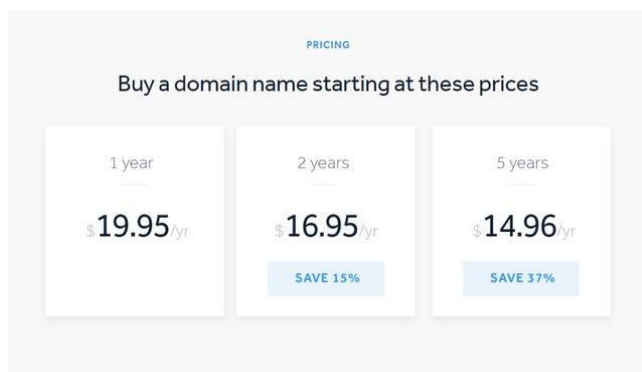 PRICING
Buy a domain name starting at these prices
1 year
2 years
5 years
$19.95/yr
$16.95/yr
$14.96/yr
SAVE 15%
SAVE 37%